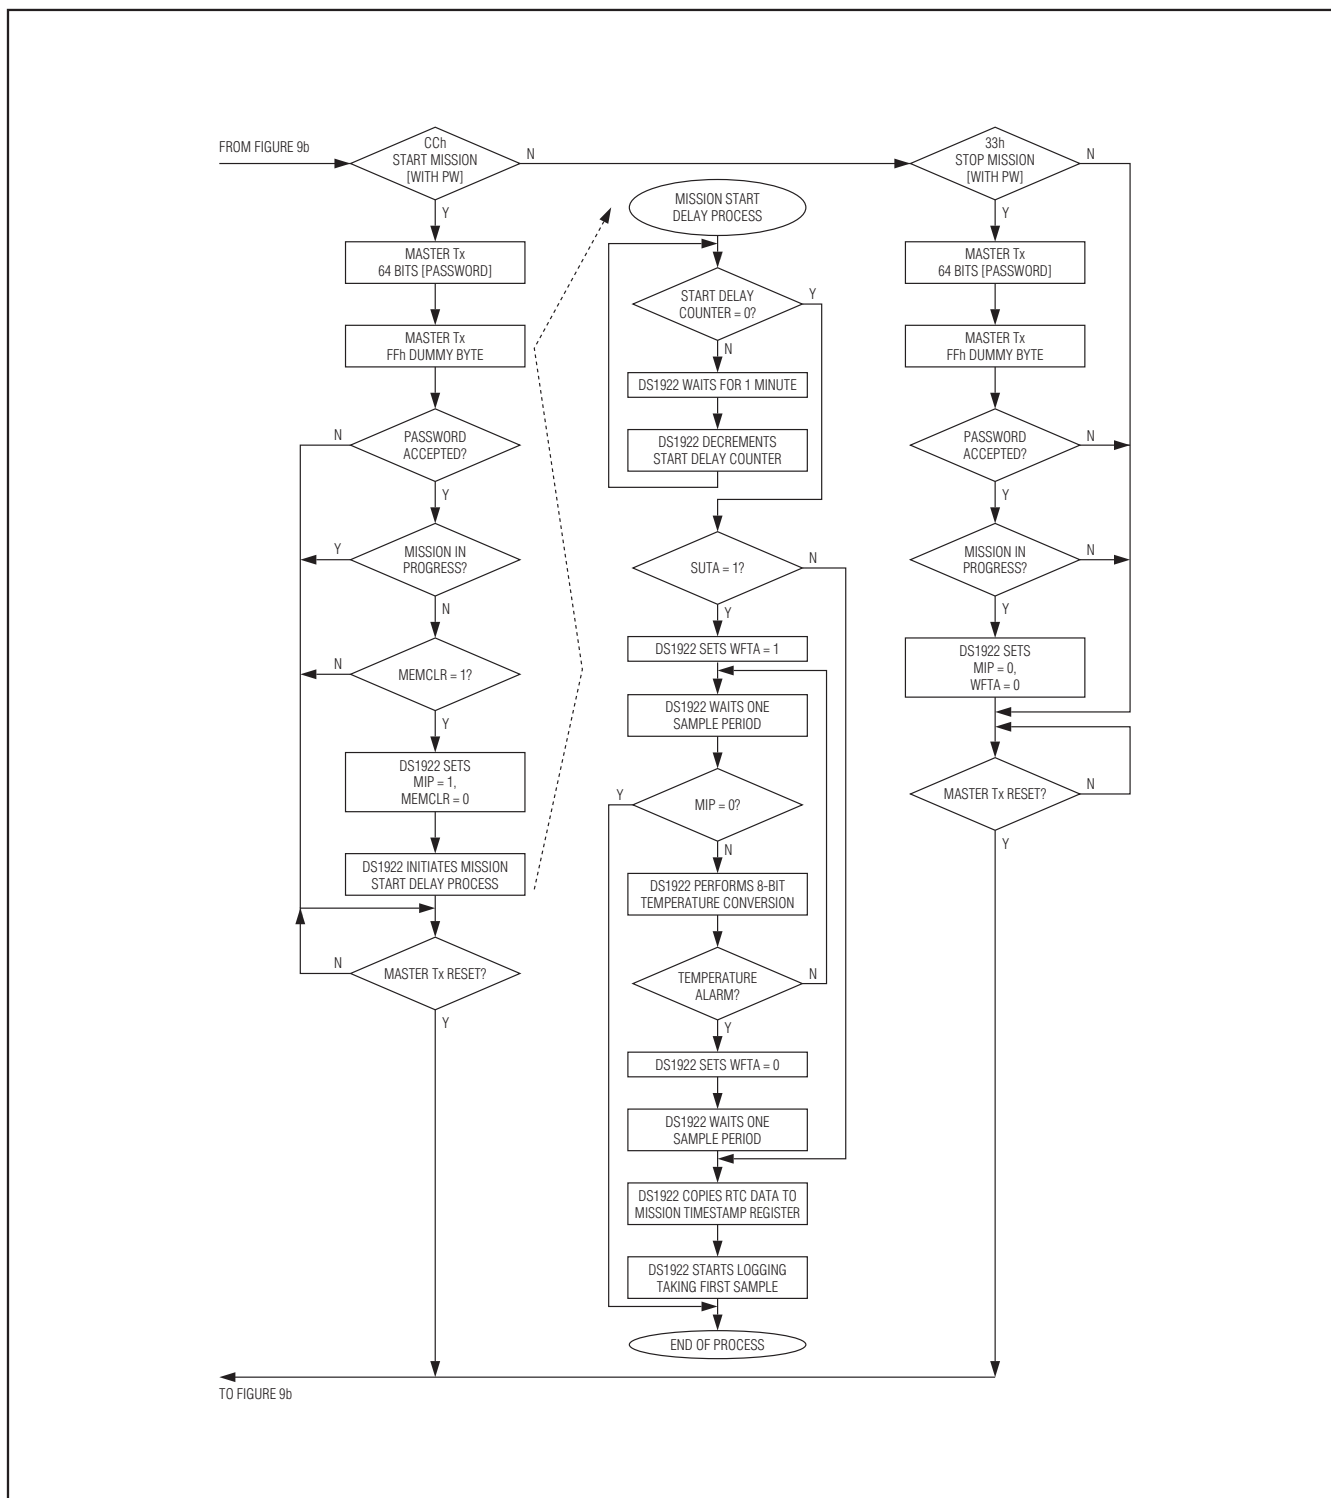 FROM FIGURE 9b
CCh
START MISSION
[WITH PW]
N
Y
MASTER Tx
64 BITS [PASSWORD]
MASTER Tx
FFh DUMMY BYTE
N
PASSWORD
ACCEPTED?
Y
Y
MISSION IN
PROGRESS?
N
N
MEMCLR = 1?
Y
DS1922 SETS
MIP = 1,
MEMCLR = 0
DS1922 INITIATES MISSION
START DELAY PROCESS
N
MASTER Tx RESET?
Y
MISSION START
DELAY PROCESS
START DELAY
COUNTER = 0?
Y
N
DS1922 WAITS FOR 1 MINUTE
DS1922 DECREMENTS
START DELAY COUNTER
SUTA = 1?
N
Y
DS1922 SETS WFTA = 1
DS1922 WAITS ONE
SAMPLE PERIOD
Y
MIP = 0?
N
DS1922 PERFORMS 8-BIT
TEMPERATURE CONVERSION
TEMPERATURE
ALARM?
N
Y
DS1922 SETS WFTA = 0
DS1922 WAITS ONE
SAMPLE PERIOD
DS1922 COPIES RTC DATA TO
MISSION TIMESTAMP REGISTER
DS1922 STARTS LOGGING
TAKING FIRST SAMPLE
END OF PROCESS
33h
STOP MISSION
[WITH PW]
N
Y
MASTER Tx
64 BITS [PASSWORD]
MASTER Tx
FFh DUMMY BYTE
PASSWORD
ACCEPTED?
N
Y
MISSION IN
PROGRESS?
N
Y
DS1922 SETS
MIP = 0,
WFTA = 0
MASTER Tx RESET?
N
Y
TO FIGURE 9b